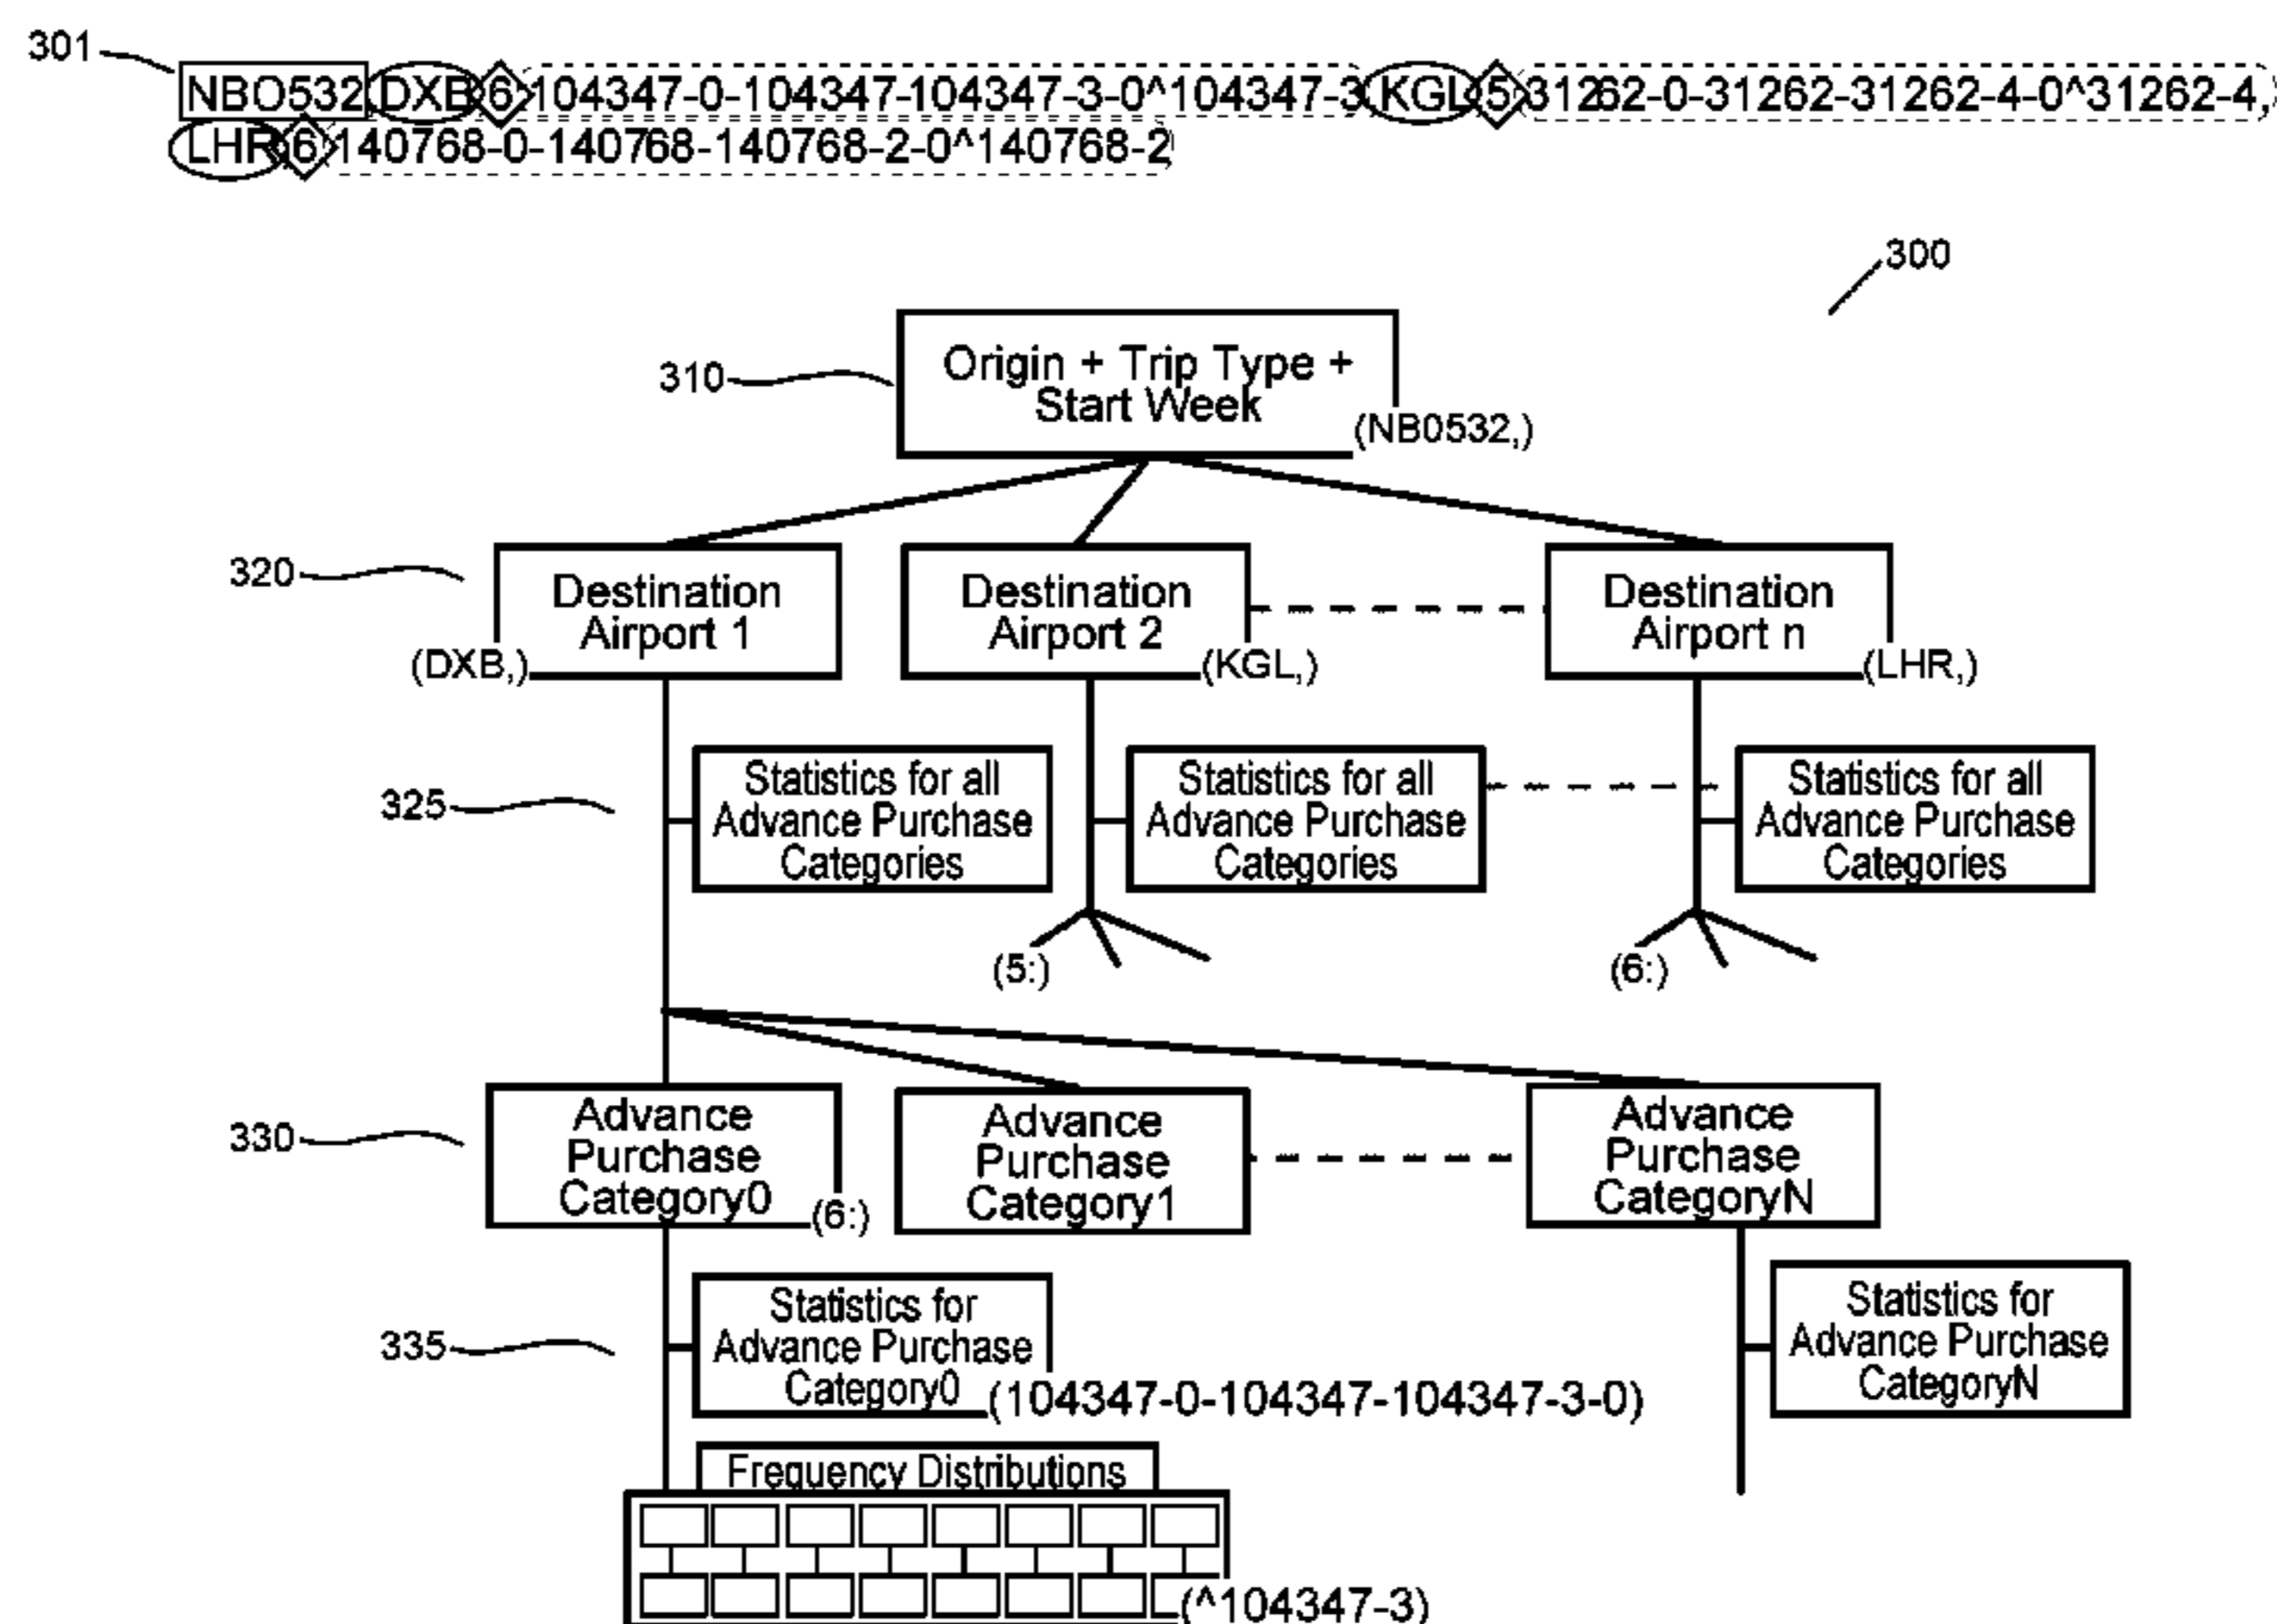 301
NBO532 DXB 6 104347-0-104347-104347-3-0^104347-3 KGL 5 31262-0-31262-31262-4-0^31262-4,
LHR 6 140768-0-140768-140768-2-0^140768-2
300
310
Origin + Trip Type +
Start Week
(NB0532,)
320
Destination
Airport 1
(DXB,)
Destination
Airport 2
(KGL,)
Destination
Airport n
(LHR,)
325
Statistics for all
Advance Purchase
Categories
Statistics for all
Advance Purchase
Categories
Statistics for all
Advance Purchase
Categories
(5:)
(6:)
330
Advance
Purchase
Category0
(6:)
Advance
Purchase
Category1
Advance
Purchase
CategoryN
335
Statistics for
Advance Purchase
Category0
(104347-0-104347-104347-3-0)
Statistics for
Advance Purchase
CategoryN
Frequency Distributions
(^104347-3)